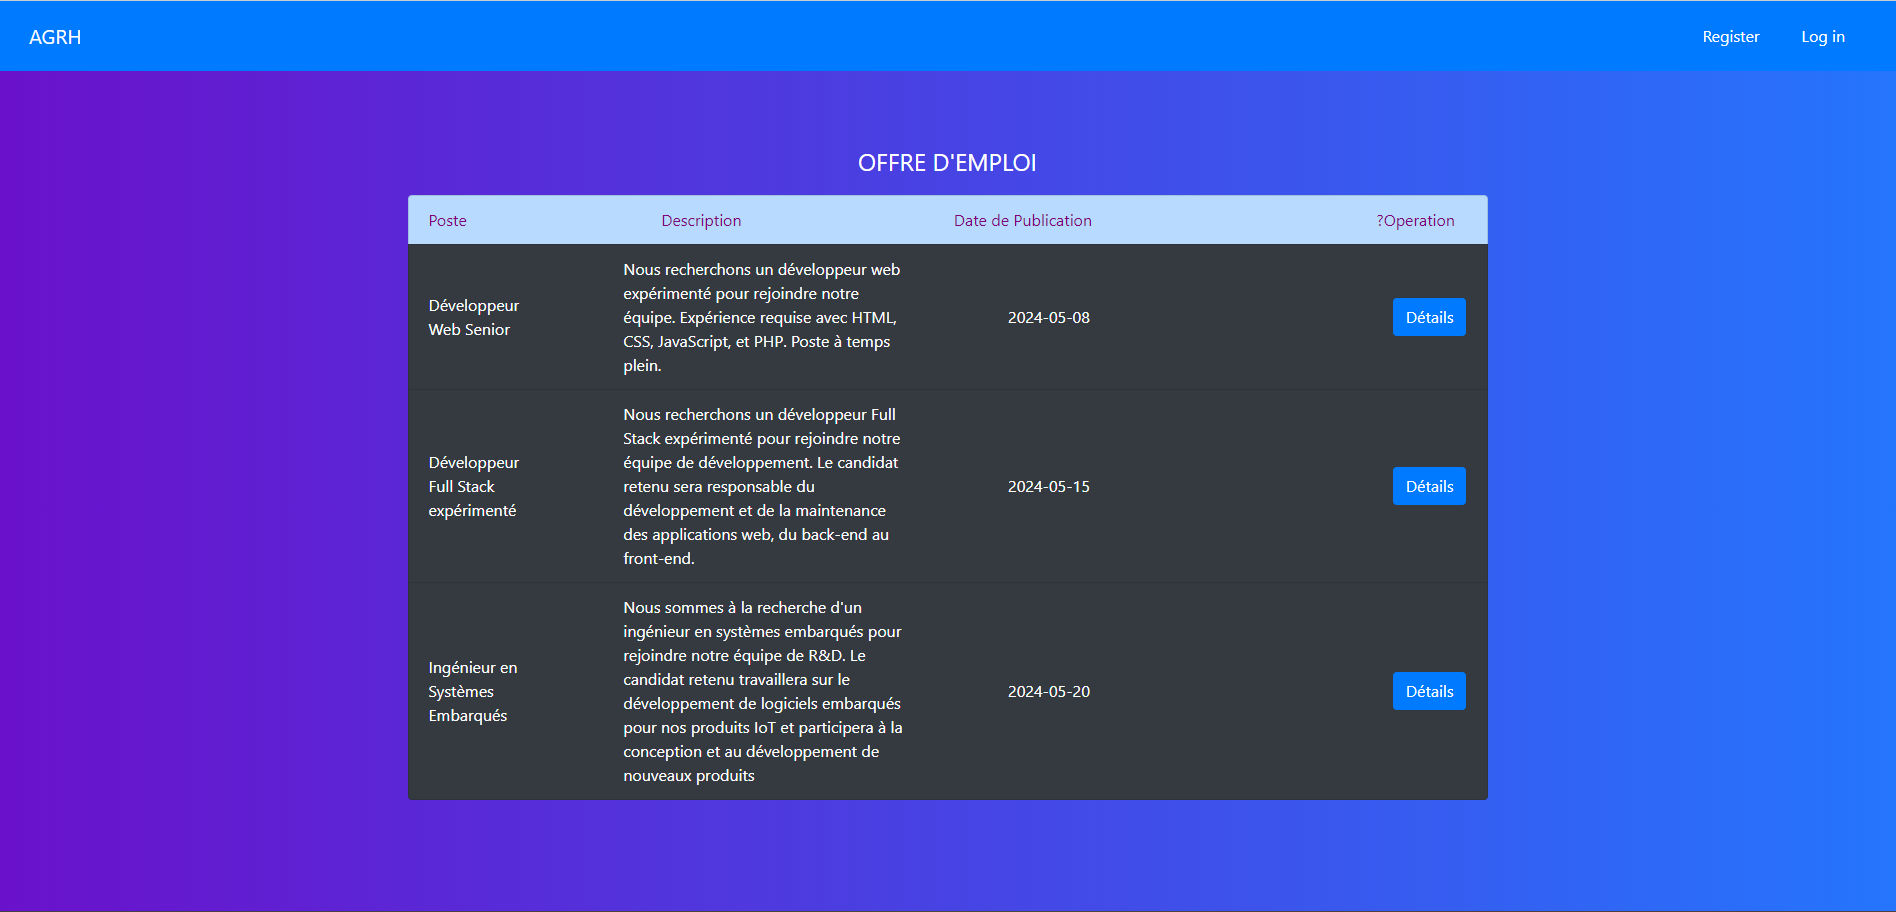 AGRH
Register
Log in
OFFRE D'EMPLOI
Poste
Description
Date de Publication
?Operation
Développeur
Web Senior
Nous recherchons un développeur web
expérimenté pour rejoindre notre
équipe. Expérience requise avec HTML,
CSS, JavaScript, et PHP. Poste à temps
plein.
2024-05-08
Détails
Développeur
Full Stack
expérimenté
Nous recherchons un développeur Full
Stack expérimenté pour rejoindre notre
équipe de développement. Le candidat
retenu sera responsable du
développement et de la maintenance
des applications web, du back-end au
front-end.
2024-05-15
Détails
Ingénieur en
Systèmes
Embarqués
Nous sommes à la recherche d'un
ingénieur en systèmes embarqués pour
rejoindre notre équipe de R&D. Le
candidat retenu travaillera sur le
développement de logiciels embarqués
pour nos produits IoT et participera à la
conception et au développement de
nouveaux produits
2024-05-20
Détails